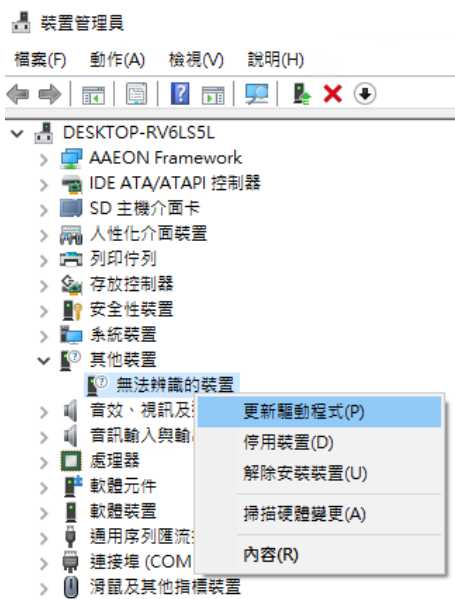 裝置管理員
檔案(F) 動作(A) 檢視(V) 說明(H)
DESKTOP-RV6LS5L
AAEON Framework
IDE ATA/ATAPI 控制器
SD 主機介面卡
人性化介面裝置
列印佇列
存放控制器
安全性裝置
系統裝置
其他裝置
無法辨識的裝置
音效、視訊及
更新驅動程式(P)
音訊輸入與輸
停用裝置(D)
處理器
解除安裝裝置(U)
軟體元件
軟體裝置
掃描硬體變更(A)
通用序列匯流
連接埠 (COM
內容(R)
滑鼠及其他指標裝置